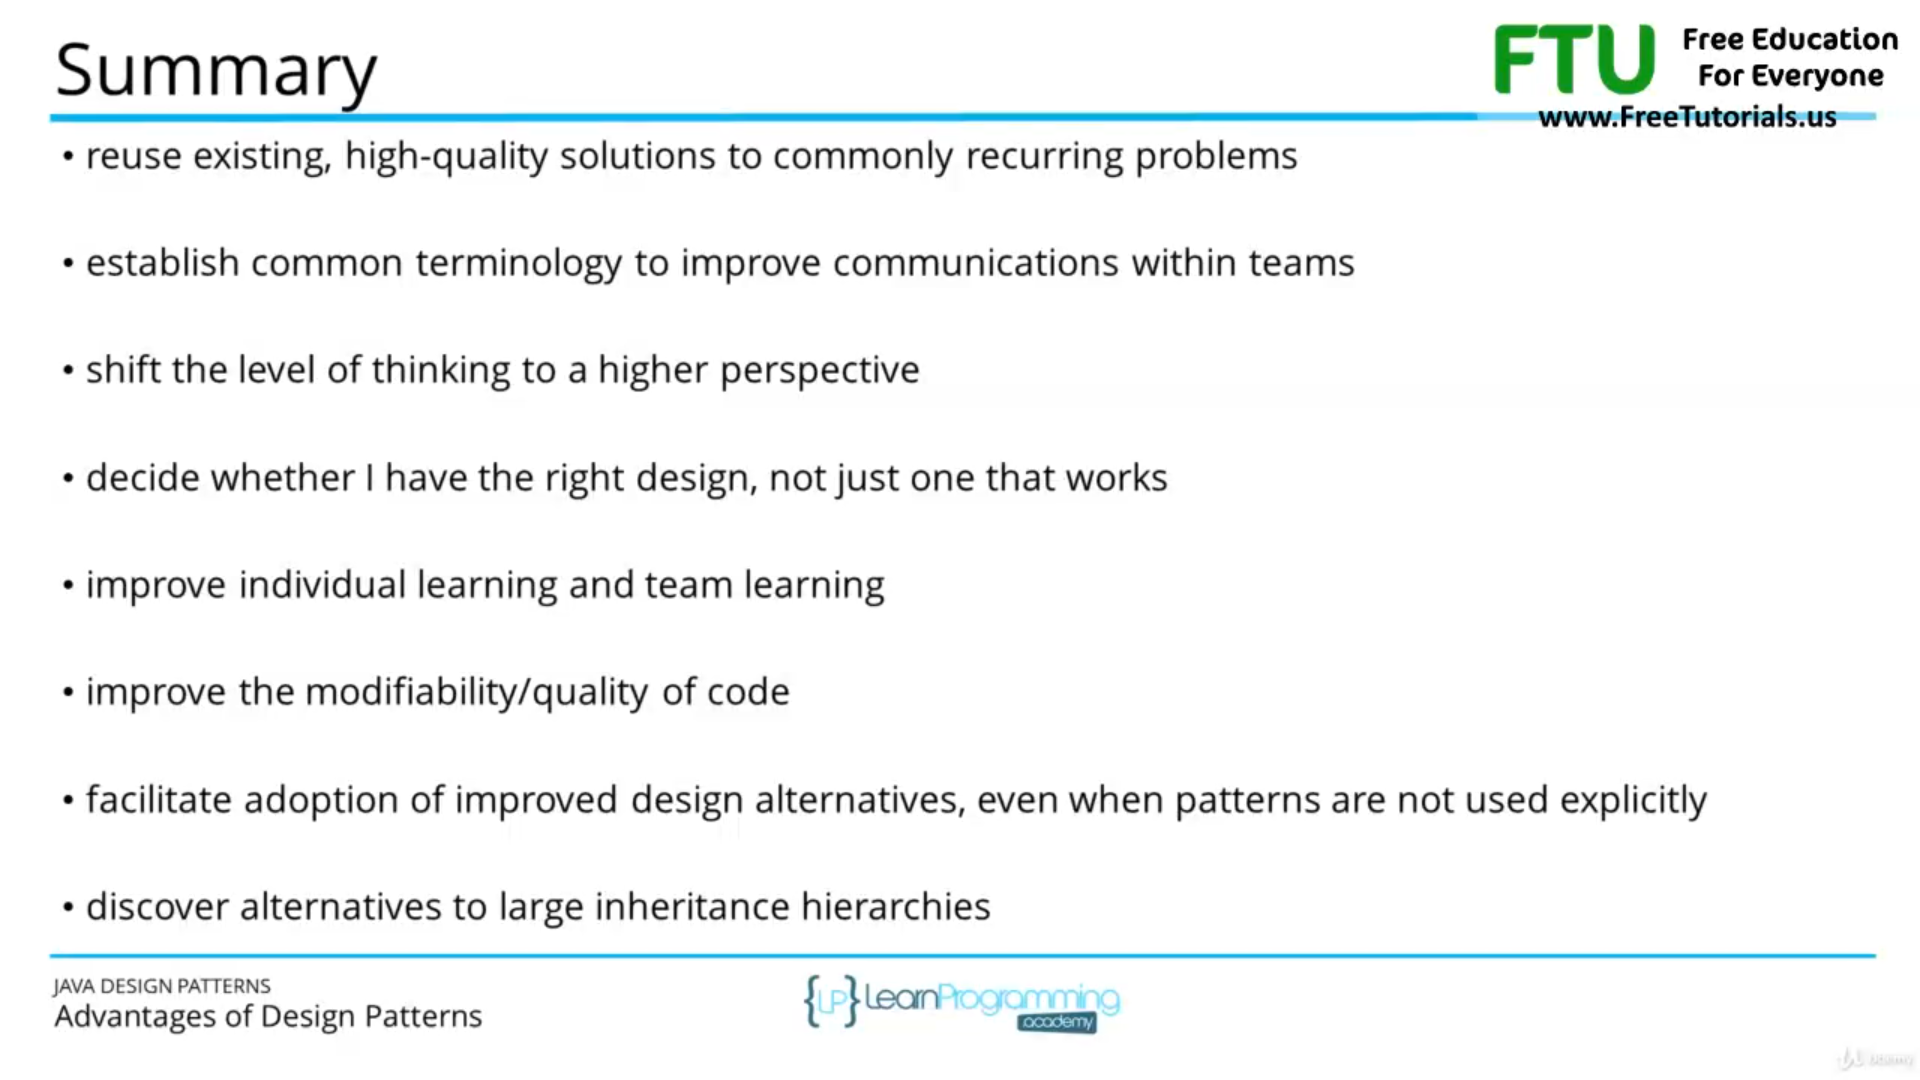 Summary
FTU Free Education
For Everyone
www.FreeTutorials.us
• reuse existing, high-quality solutions to commonly recurring problems
• establish common terminology to improve communications within teams
• shift the level of thinking to a higher perspective
• decide whether I have the right design, not just one that works
• improve individual learning and team learning
• improve the modifiability/quality of code
• facilitate adoption of improved design alternatives, even when patterns are not used explicitly
• discover alternatives to large inheritance hierarchies
JAVA DESIGN PATTERNS
Advantages of Design Patterns
{LP} LearnProgramming
academy
Udemy